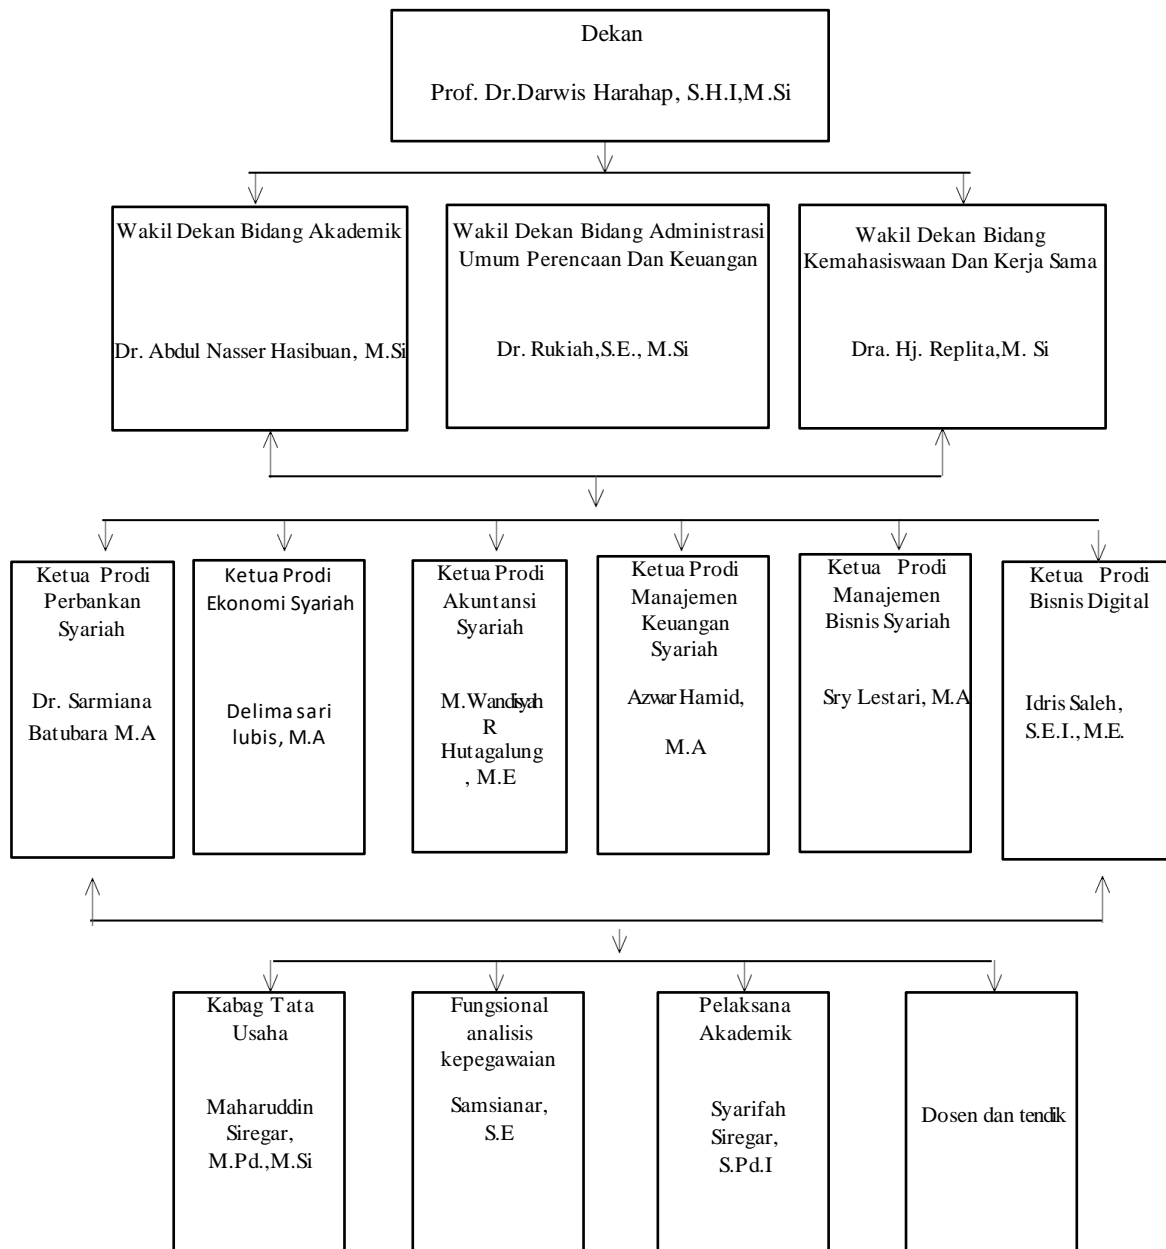 Dekan
Prof. Dr.Darwis Harahap, S.H.I,M.Si
Wakil Dekan Bidang Akademik
Dr. Abdul Nasser Hasibuan, M.Si
Wakil Dekan Bidang Administrasi
Umum Perencaan Dan Keuangan
Dr. Rukiah,S.E., M.Si
Wakil Dekan Bidang
Kemahasiswaan Dan Kerja Sama
Dra. Hj. Replita,M. Si
Ketua Prodi
Perbankan
Syariah
Dr. Sarmiana
Batubara M.A
Ketua Prodi
Ekonomi Syariah
Delima sari
lubis, M.A
Ketua Prodi
Akuntansi
Syariah
M.Wandisyah
R
Hutagalung
, M.E
Ketua Prodi
Manajemen
Keuangan
Syariah
Azwar Hamid,
M.A
Ketua Prodi
Manajemen
Bisnis Syariah
Sry Lestari, M.A
Ketua Prodi
Bisnis Digital
Idris Saleh,
S.E.I., M.E.
Kabag Tata
Usaha
Maharuddin
Siregar,
M.Pd.,M.Si
Fungsional
analisis
kepegawaian
Samsianar,
S.E
Pelaksana
Akademik
Syarifah
Siregar,
S.Pd.I
Dosen dan tendik